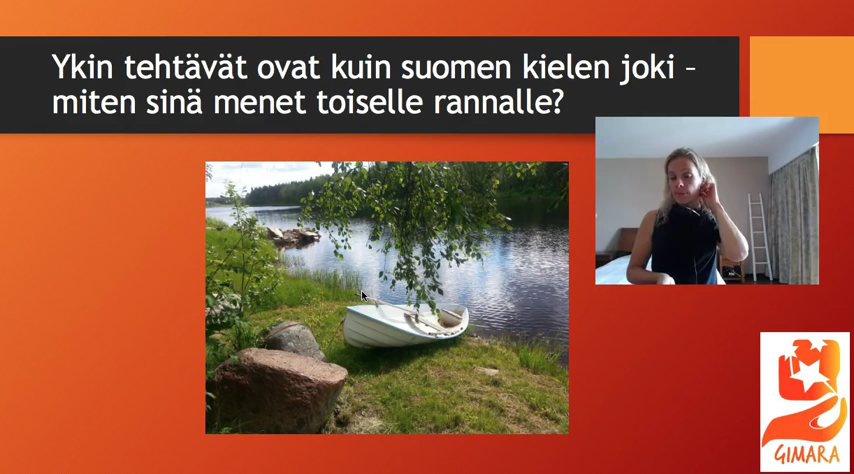 Ykin tehtävät ovat kuin suomen kielen joki –
miten sinä menet toiselle rannalle?
GIMARA